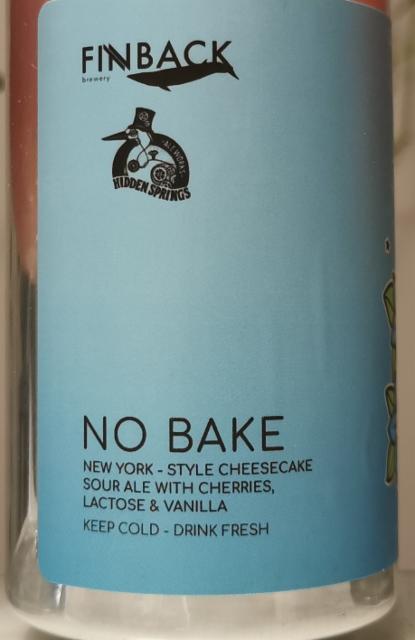 FINBACK
brewery
ALEWORKS
HIDDEN SPRINGS
NO BAKE
NEW YORK - STYLE CHEESECAKE
SOUR ALE WITH CHERRIES,
LACTOSE & VANILLA
KEEP COLD - DRINK FRESH